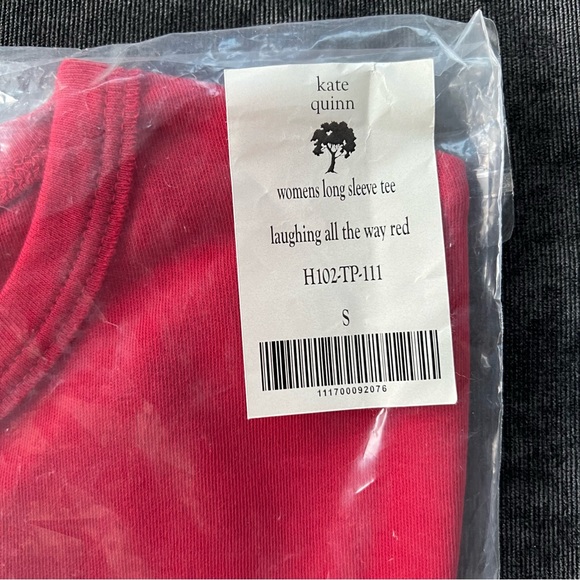 kate
quinn
womens long sleeve tee
laughing all the way red
H102-TP-111
S
111700092076